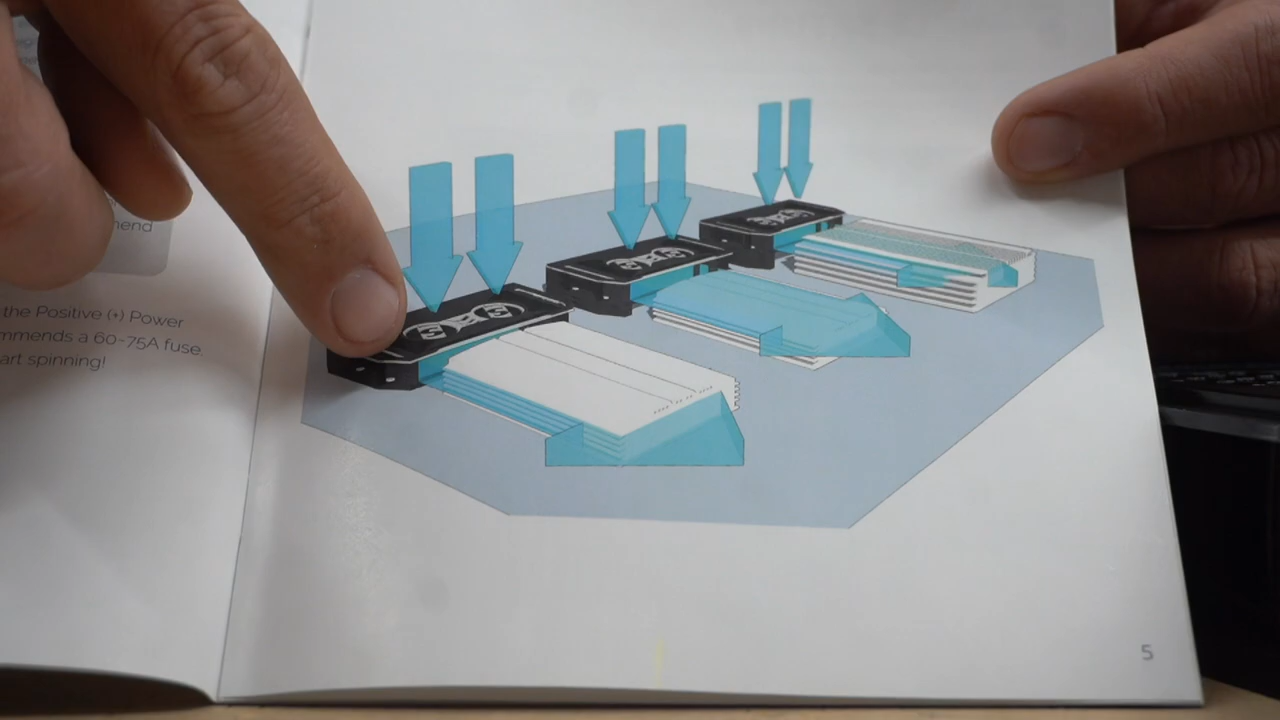 mend
the Positive (+) Power
mmends a 60-75A fuse.
art spinning!
5